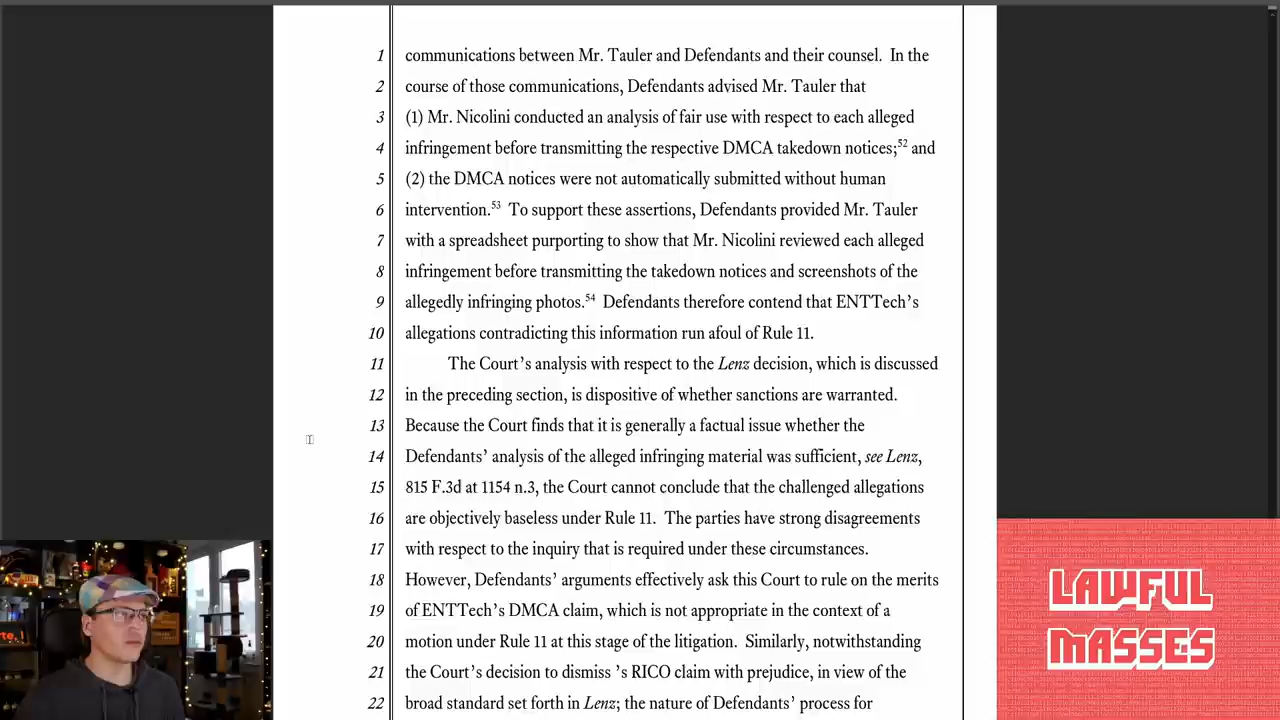 1 communications between Mr. Tauler and Defendants and their counsel. In the
2 course of those communications, Defendants advised Mr. Tauler that
3 (1) Mr. Nicolini conducted an analysis of fair use with respect to each alleged
4 infringement before transmitting the respective DMCA takedown notices;52 and
5 (2) the DMCA notices were not automatically submitted without human
6 intervention.53 To support these assertions, Defendants provided Mr. Tauler
7 with a spreadsheet purporting to show that Mr. Nicolini reviewed each alleged
8 infringement before transmitting the takedown notices and screenshots of the
9 allegedly infringing photos.54 Defendants therefore contend that ENTTech's
10 allegations contradicting this information run afoul of Rule 11.
11 The Court's analysis with respect to the Lenz decision, which is discussed
12 in the preceding section, is dispositive of whether sanctions are warranted.
13 Because the Court finds that it is generally a factual issue whether the
14 Defendants' analysis of the alleged infringing material was sufficient, see Lenz,
15 815 F.3d at 1154 n.3, the Court cannot conclude that the challenged allegations
16 are objectively baseless under Rule 11. The parties have strong disagreements
17 with respect to the inquiry that is required under these circumstances.
18 However, Defendants' arguments effectively ask this Court to rule on the merits
19 of ENTTech's DMCA claim, which is not appropriate in the context of a
20 motion under Rule 11 at this stage of the litigation. Similarly, notwithstanding
21 the Court's decision to dismiss 's RICO claim with prejudice, in view of the
22 broad standard set forth in Lenz; the nature of Defendants' process for
LAWFUL
MASSES